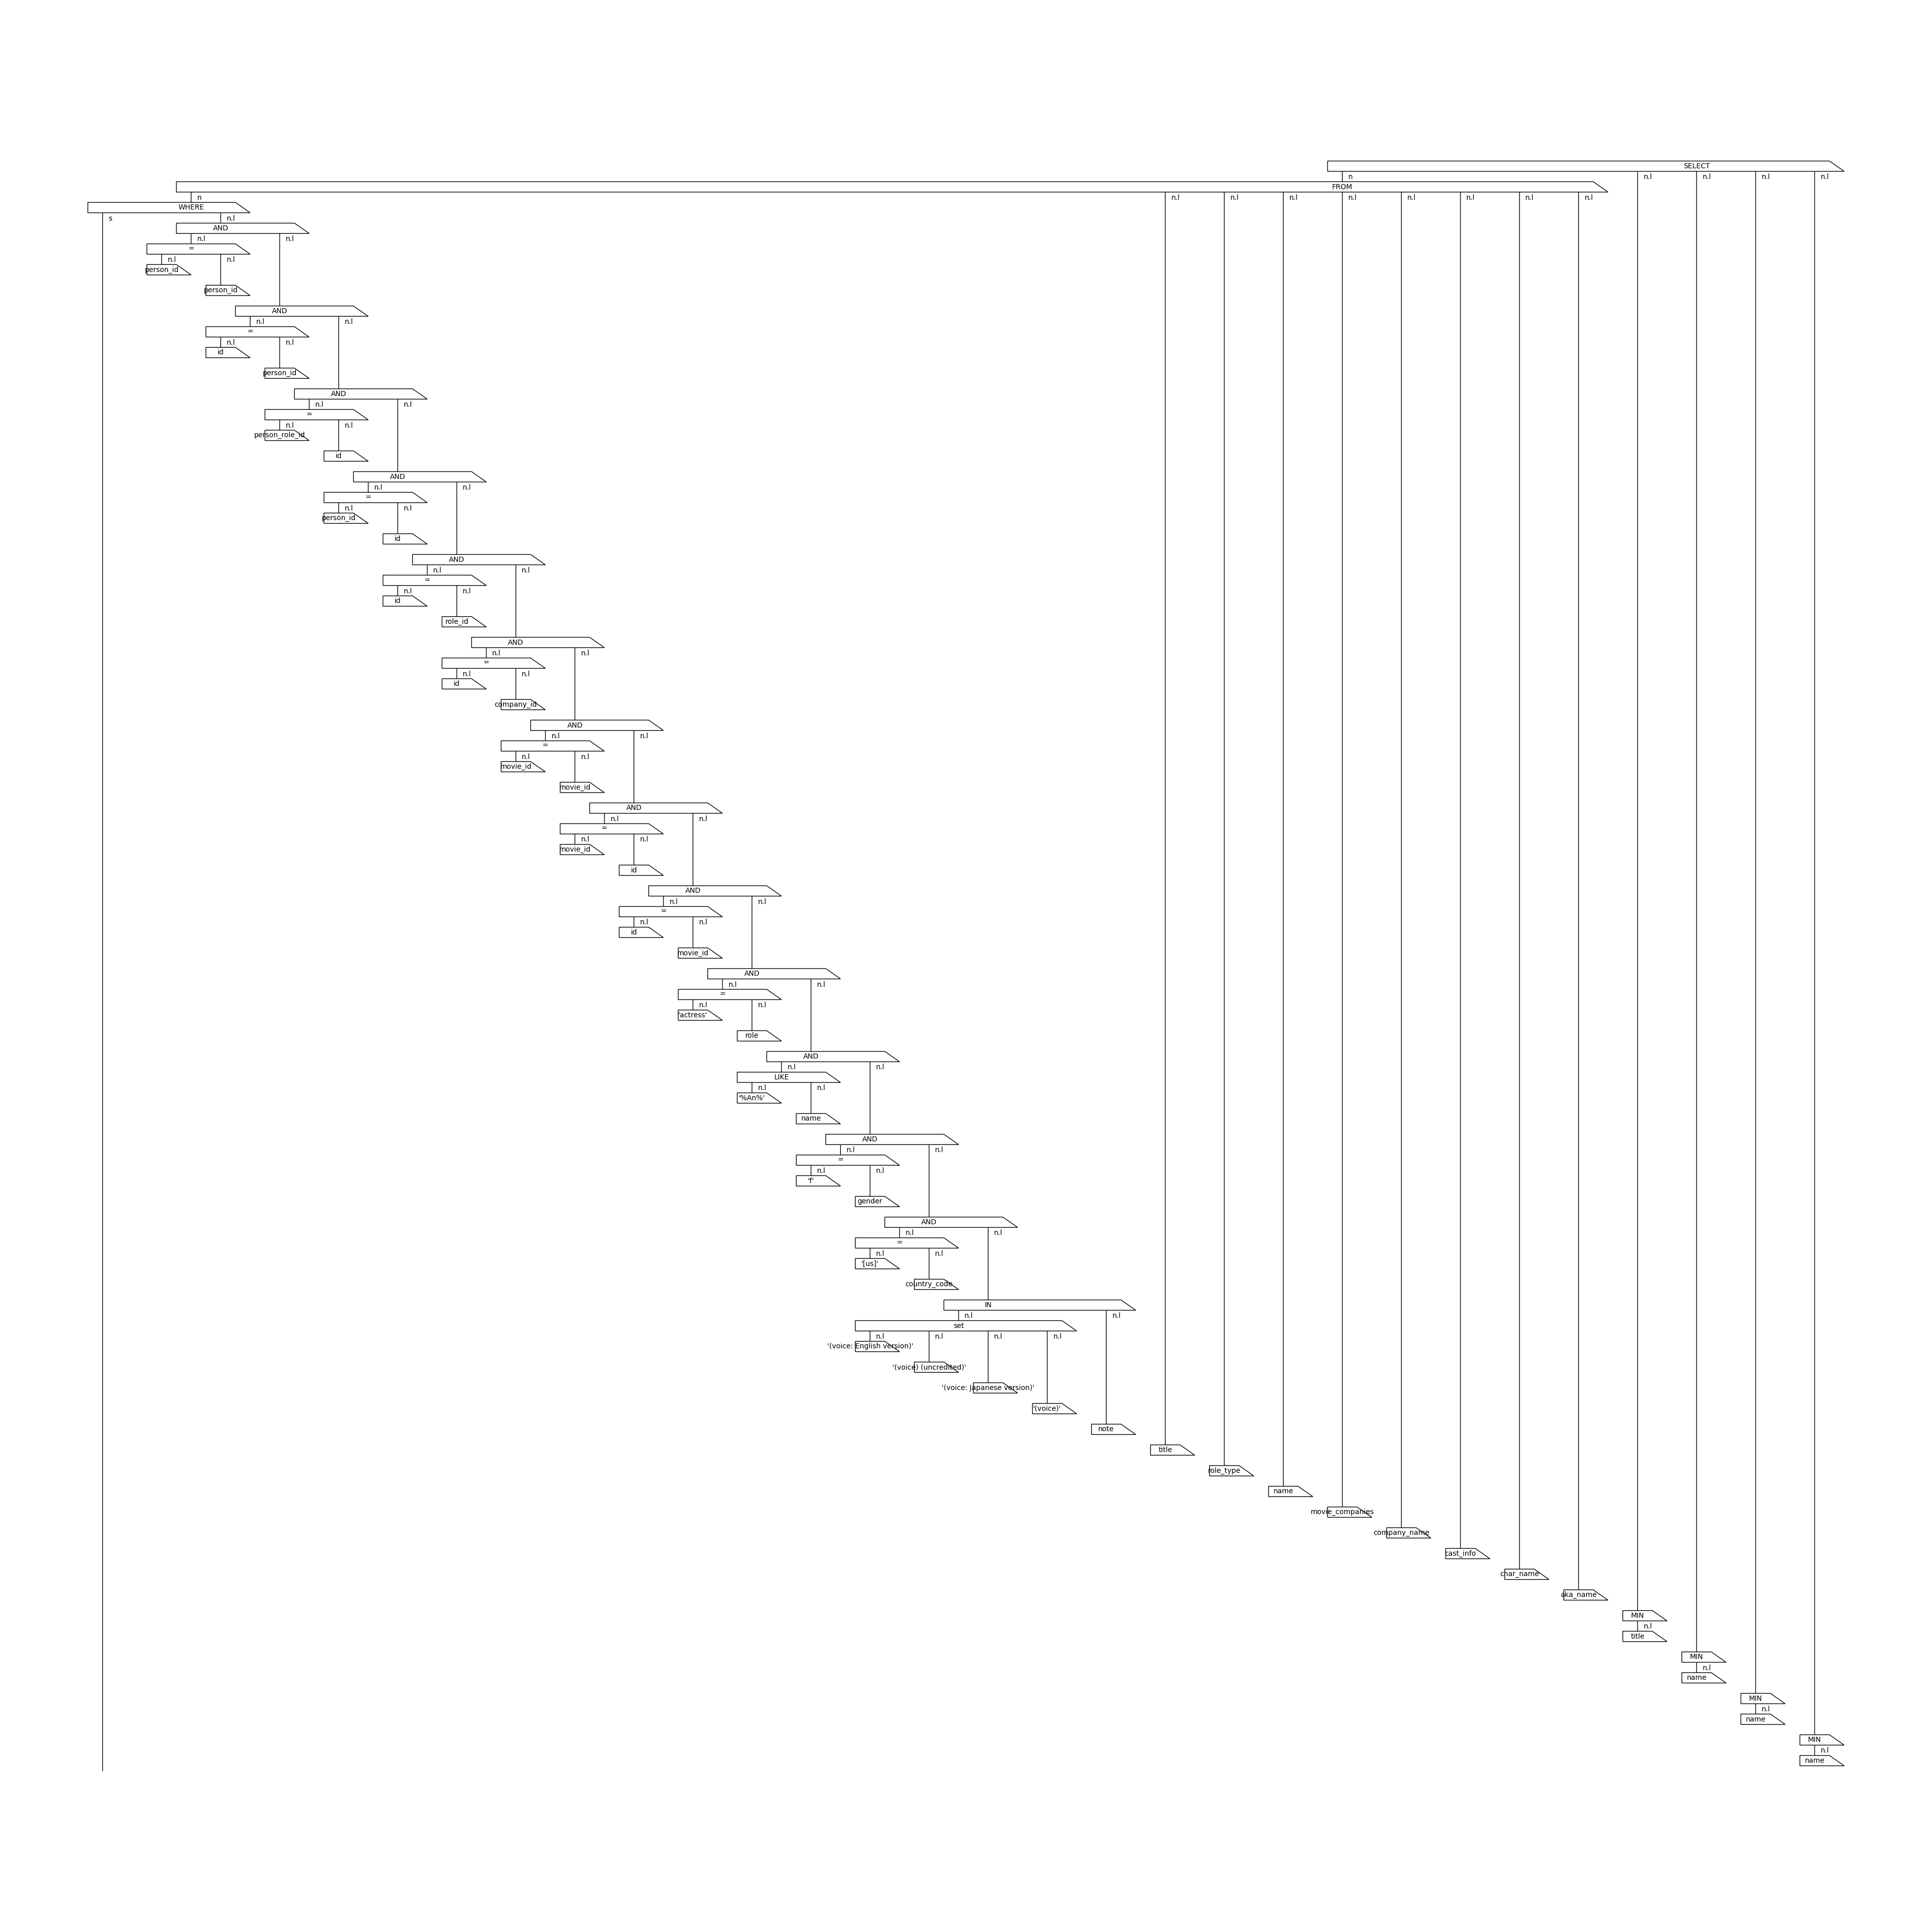 SELECT
n n.l n.l n.l n.l
FROM
n n.l n.l n.l n.l n.l n.l n.l n.l
WHERE
s n.l
AND
n.l n.l
=
n.l n.l
person_id
person_id
AND
n.l n.l
=
n.l n.l
id
person_id
AND
n.l n.l
=
n.l n.l
person_role_id
id
AND
n.l n.l
=
n.l n.l
person_id
id
AND
n.l n.l
=
n.l n.l
id
role_id
AND
n.l n.l
=
n.l n.l
id
company_id
AND
n.l n.l
=
n.l n.l
movie_id
movie_id
AND
n.l n.l
=
n.l n.l
movie_id
id
AND
n.l n.l
=
n.l n.l
id
movie_id
AND
n.l n.l
=
n.l n.l
'actress'
role
AND
n.l n.l
LIKE
n.l n.l
'%An%'
name
AND
n.l n.l
=
n.l n.l
'f'
gender
AND
n.l n.l
=
n.l n.l
'[us]'
country_code
IN
n.l n.l
set
n.l n.l n.l n.l
'(voice: English version)'
'(voice) (uncredited)'
'(voice: Japanese version)'
'(voice)'
note
title
role_type
name
movie_companies
company_name
cast_info
char_name
aka_name
MIN
n.l
title
MIN
n.l
name
MIN
n.l
name
MIN
n.l
name